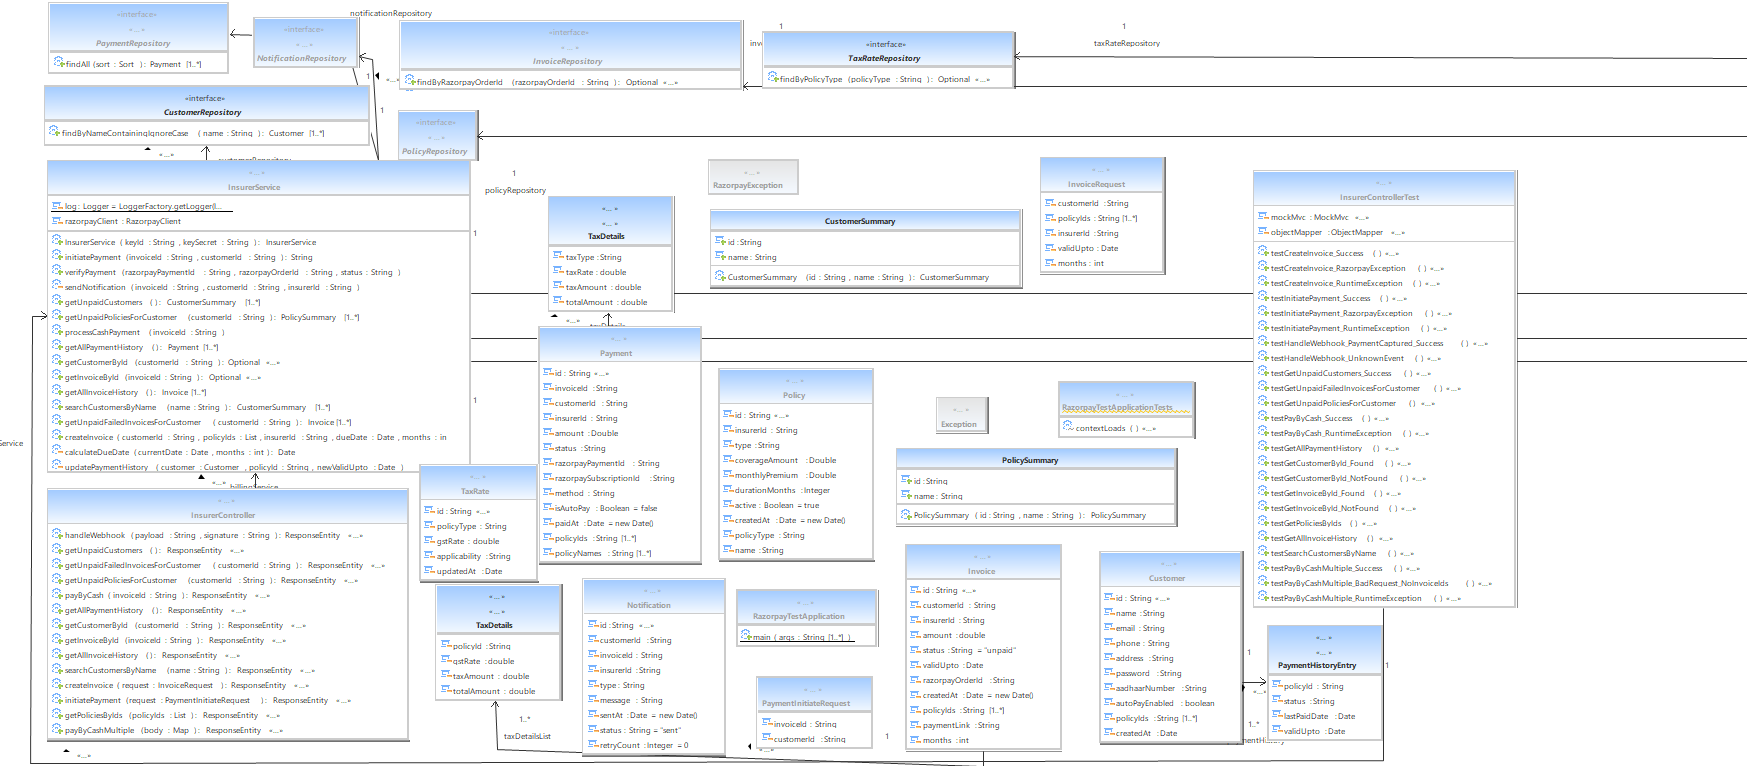 «interface»
«...»
PaymentRepository
findAll (sort : Sort ): Payment [1..*]
«interface»
«...»
NotificationRepository
notificationRepository
«interface»
«...»
InvoiceRepository
findByRazorpayOrderId (razorpayOrderId : String ): Optional «...»
1
«interface»
TaxRateRepository
findByPolicyType (policyType : String ): Optional «...»
1
taxRateRepository
«interface»
CustomerRepository
findByNameContainingIgnoreCase ( name : String ): Customer [1..*]
«...»
1
«...»
1
«interface»
«...»
PolicyRepository
1
policyRepository
«...»
InsurerService
log : Logger = LoggerFactory.getLogger(I...
razorpayClient : RazorpayClient
InsurerService ( keyId : String , keySecret : String ): InsurerService
initiatePayment (invoiceId : String , customerId : String ): String
verifyPayment (razorpayPaymentId : String , razorpayOrderId : String , status : String )
sendNotification (invoiceId : String , customerId : String , insurerId : String )
getUnpaidCustomers (): CustomerSummary [1..*]
getUnpaidPoliciesForCustomer (customerId : String ): PolicySummary [1..*]
processCashPayment (invoiceId : String )
getAllPaymentHistory (): Payment [1..*]
getCustomerById (customerId : String ): Optional «...»
getInvoiceById (invoiceId : String ): Optional «...»
getAllInvoiceHistory (): Invoice [1..*]
searchCustomersByName (name : String ): CustomerSummary [1..*]
getUnpaidFailedInvoicesForCustomer (customerId : String ): Invoice [1..*]
createInvoice ( customerId : String , policyIds : List , insurerId : String , dueDate : Date , months : in
calculateDueDate (currentDate : Date , months : int ): Date
updatePaymentHistory (customer : Customer , policyId : String , newValidUpto : Date )
1
1
Service
«...»
«...»
InsurerController
handleWebhook (payload : String , signature : String ): ResponseEntity «...»
getUnpaidCustomers (): ResponseEntity «...»
getUnpaidFailedInvoicesForCustomer ( customerId : String ): ResponseEntity «...»
getUnpaidPoliciesForCustomer (customerId : String ): ResponseEntity «...»
payByCash ( invoiceId : String ): ResponseEntity «...»
getAllPaymentHistory (): ResponseEntity «...»
getCustomerById (customerId : String ): ResponseEntity «...»
getInvoiceById (invoiceId : String ): ResponseEntity «...»
getAllInvoiceHistory (): ResponseEntity «...»
searchCustomersByName (name : String ): ResponseEntity «...»
createInvoice ( request : InvoiceRequest ): ResponseEntity «...»
initiatePayment (request : PaymentInitiateRequest ): ResponseEntity «...»
getPoliciesByIds (policyIds : List ): ResponseEntity «...»
payByCashMultiple (body : Map ): ResponseEntity «...»
«...»
«...»
«...»
TaxDetails
taxType : String
taxRate : double
taxAmount : double
totalAmount : double
«...»
«...»
Payment
id : String «...»
invoiceId : String
customerId : String
insurerId : String
amount : Double
status : String
razorpayPaymentId : String
razorpaySubscriptionId : String
method : String
isAutoPay : Boolean = false
paidAt : Date = new Date()
policyIds : String [1..*]
policyNames : String [1..*]
«...»
TaxRate
id : String «...»
policyType : String
gstRate : double
applicability : String
updatedAt : Date
«...»
«...»
TaxDetails
policyId : String
gstRate : double
taxAmount : double
totalAmount : double
1..*
taxDetailsList
«...»
Notification
id : String «...»
customerId : String
invoiceId : String
insurerId : String
type : String
message : String
sentAt : Date = new Date()
status : String = "sent"
retryCount : Integer = 0
«...»
RazorpayException
CustomerSummary
id : String
name : String
CustomerSummary (id : String , name : String ): CustomerSummary
«...»
Policy
id : String «...»
insurerId : String
type : String
coverageAmount : Double
monthlyPremium : Double
durationMonths : Integer
active : Boolean = true
createdAt : Date = new Date()
policyType : String
name : String
«...»
RazorpayTestApplication
main ( args : String [1..*] )
«...»
PaymentInitiateRequest
invoiceId : String
customerId : String
«...»
1
«...»
InvoiceRequest
customerId : String
policyIds : String [1..*]
insurerId : String
validUpto : Date
months : int
«...»
Exception
«...»
RazorpayTestApplicationTests
contextLoads ( ) «...»
PolicySummary
id : String
name : String
PolicySummary ( id : String , name : String ): PolicySummary
«...»
Invoice
id : String «...»
customerId : String
insurerId : String
amount : double
status : String = "unpaid"
validUpto : Date
razorpayOrderId : String
createdAt : Date = new Date()
policyIds : String [1..*]
paymentLink : String
months : int
«...»
Customer
id : String «...»
name : String
email : String
phone : String
address : String
password : String
aadhaarNumber : String
autoPayEnabled : boolean
policyIds : String [1..*]
createdAt : Date
1
«...»
1..*
«...»
InsurerControllerTest
mockMvc : MockMvc «...»
objectMapper : ObjectMapper «...»
testCreateInvoice_Success ( ) «...»
testCreateInvoice_RazorpayException ( ) «...»
testCreateInvoice_RuntimeException ( ) «...»
testInitiatePayment_Success ( ) «...»
testInitiatePayment_RazorpayException ( ) «...»
testInitiatePayment_RuntimeException ( ) «...»
testHandleWebhook_PaymentCaptured_Success ( ) «...»
testHandleWebhook_UnknownEvent ( ) «...»
testGetUnpaidCustomers_Success ( ) «...»
testGetUnpaidFailedInvoicesForCustomer ( ) «...»
testGetUnpaidPoliciesForCustomer ( ) «...»
testPayByCash_Success ( ) «...»
testPayByCash_RuntimeException ( ) «...»
testGetAllPaymentHistory ( ) «...»
testGetCustomerById_Found ( ) «...»
testGetCustomerById_NotFound ( ) «...»
testGetInvoiceById_Found ( ) «...»
testGetInvoiceById_NotFound ( ) «...»
testGetPoliciesByIds ( ) «...»
testGetAllInvoiceHistory ( ) «...»
testSearchCustomersByName ( ) «...»
testPayByCashMultiple_Success ( ) «...»
testPayByCashMultiple_BadRequest_NoInvoiceIds ( ) «...»
testPayByCashMultiple_RuntimeException ( ) «...»
«...»
«...»
PaymentHistoryEntry
policyId : String
status : String
lastPaidDate : Date
validUpto : Date
1